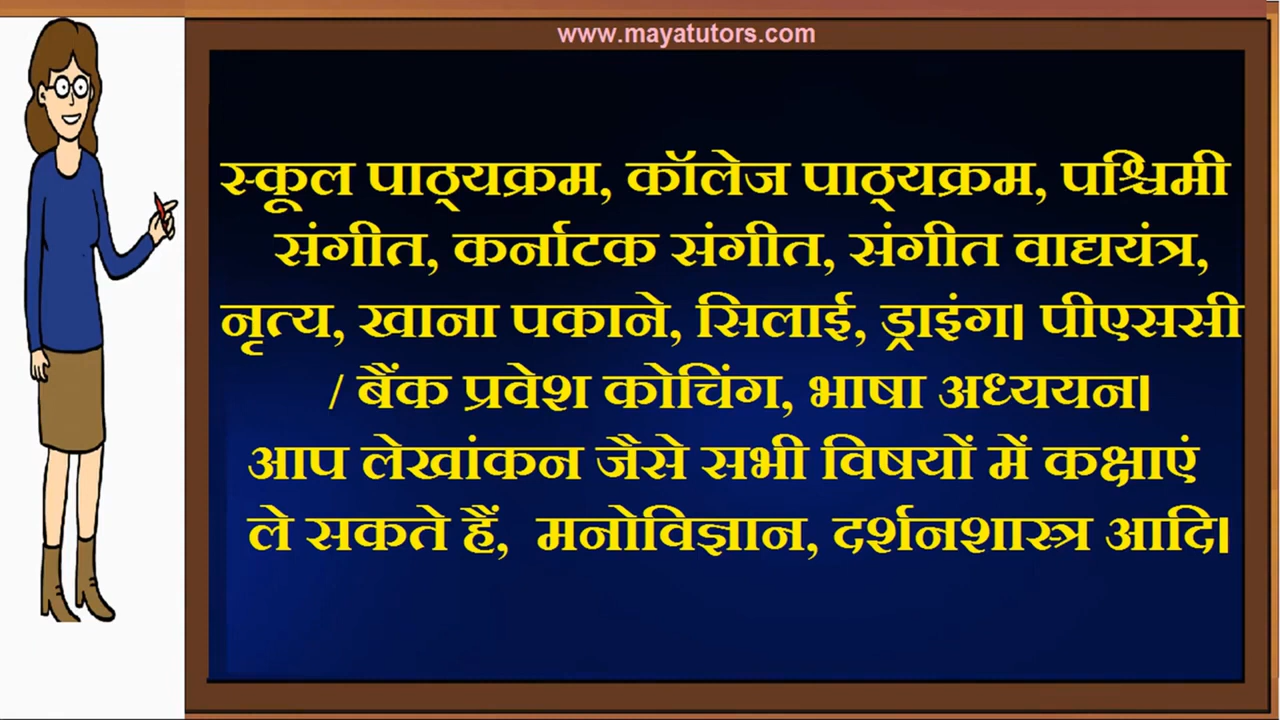 www.mayatutors.com
स्कूल पाठ्यक्रम, कॉलेज पाठ्यक्रम, पश्चिमी
संगीत, कर्नाटक संगीत, संगीत वाद्ययंत्र,
नृत्य, खाना पकाने, सिलाई, ड्राइंग। पीएससी
/ बैंक प्रवेश कोचिंग, भाषा अध्ययन।
आप लेखांकन जैसे सभी विषयों में कक्षाएं
ले सकते हैं, मनोविज्ञान, दर्शनशास्त्र आदि।